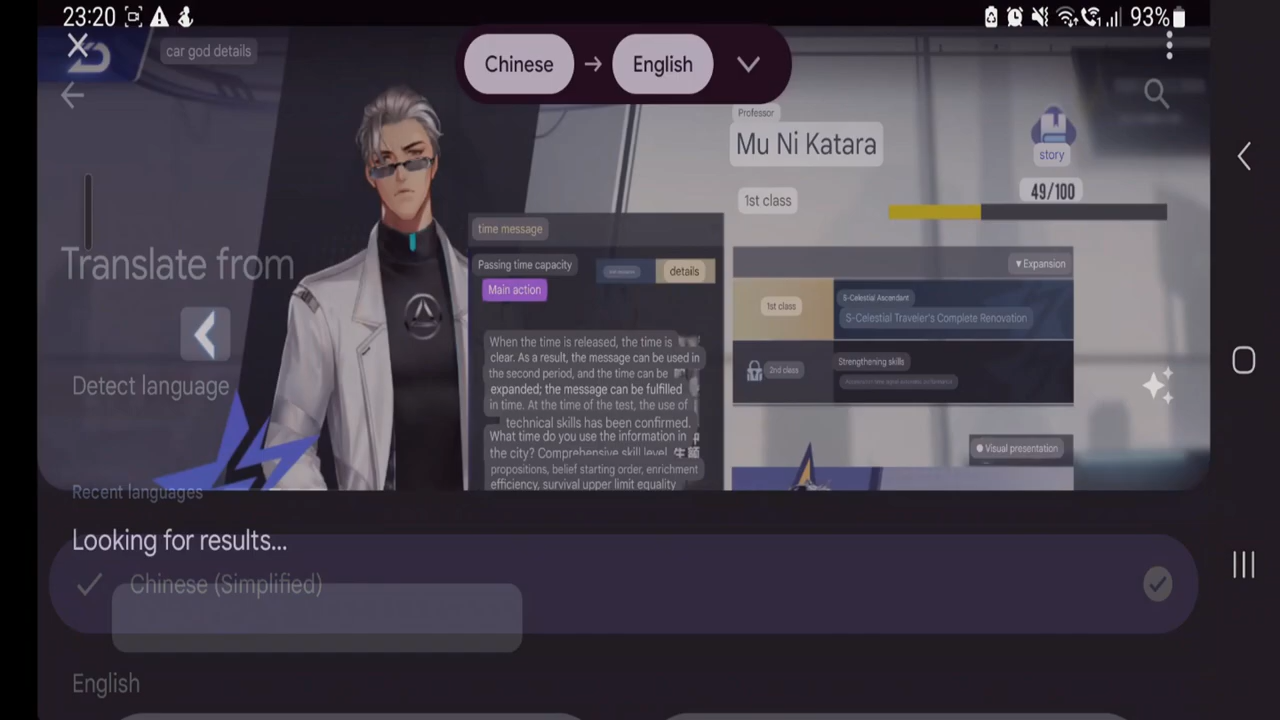 23:20
93%
car god details
Chinese → English
Professor
Mu Ni Katara
story
1st class
49/100
Translate from
time message
Passing time capacity
details
Main action
▼Expansion
1st class
S-Celestial Ascendant
S-Celestial Traveler's Complete Renovation
When the time is released, the time is
clear. As a result, the message can be used in
the second period, and the time can be
expanded; the message can be fulfilled
in time. At the time of the test, the use of
technical skills has been confirmed.
What time do you use the information in
the city? Comprehensive skill level
propositions, belief starting order, enrichment
efficiency, survival upper limit equality
2nd class
Strengthening skills
Visual presentation
Detect language
Recent languages
Looking for results...
Chinese (Simplified)
English